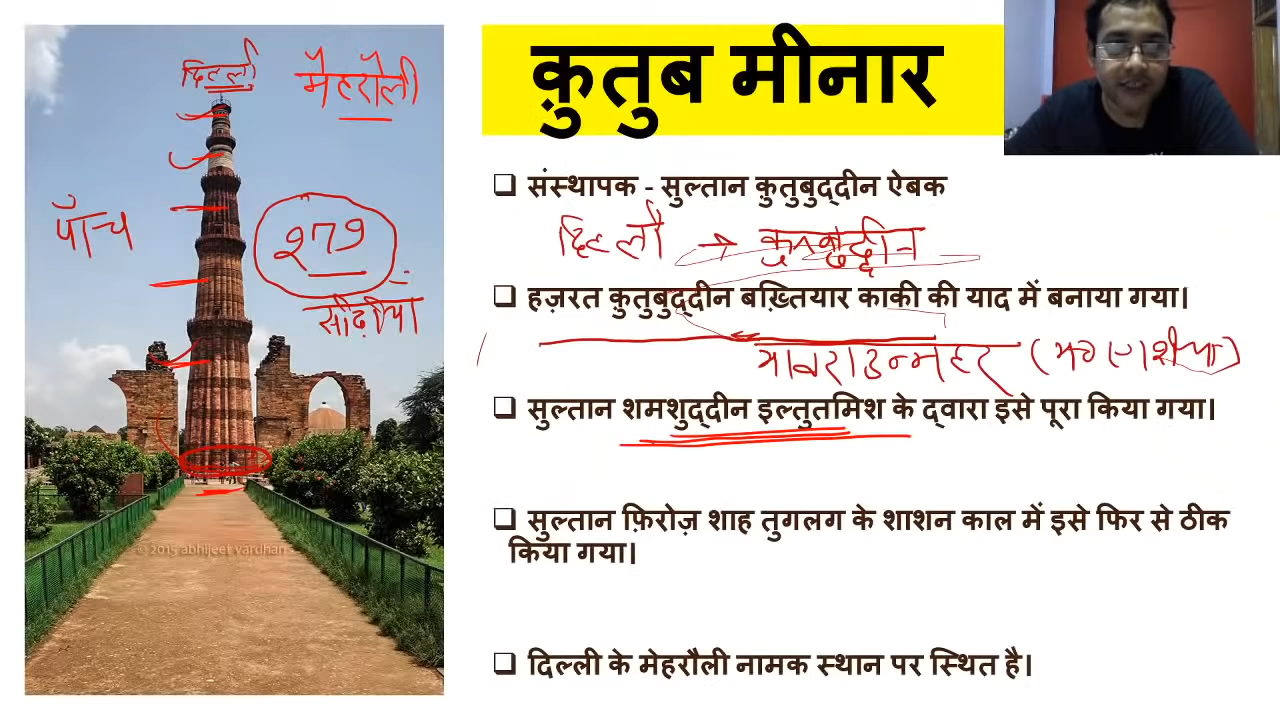 क़ुतुब मीनार
दिल्ली
मेहरोली
पाँच
279
सीढ़ीयां
© 2015 abhijeet vardhan
❑ संस्थापक - सुल्तान क़ुतुबुद्दीन ऐबक
दिल्ली →
❑ हज़रत क़ुतुबुद्दीन बख़्तियार काकी की याद में बनाया गया।
❑ सुल्तान शमशुद्दीन इल्तुतमिश के द्वारा इसे पूरा किया गया।
❑ सुल्तान फ़िरोज़ शाह तुगलग के शाशन काल में इसे फिर से ठीक
किया गया।
❑ दिल्ली के मेहरौली नामक स्थान पर स्थित है।